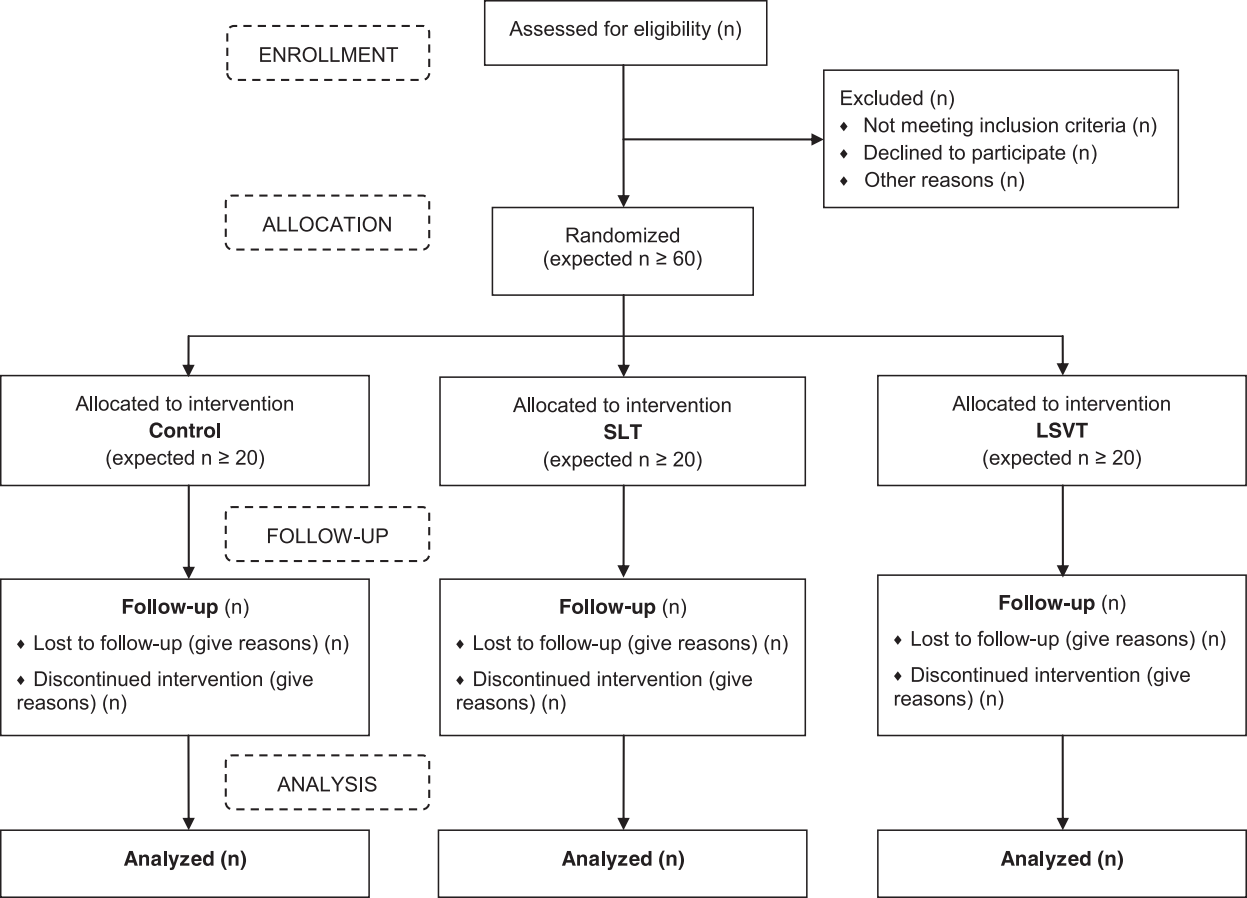 Assessed for eligibility (n)
ENROLLMENT
Excluded (n)
♦ Not meeting inclusion criteria (n)
♦ Declined to participate (n)
♦ Other reasons (n)
ALLOCATION
Randomized
(expected n ≥ 60)
Allocated to intervention
Control
(expected n ≥ 20)
Allocated to intervention
SLT
(expected n ≥ 20)
Allocated to intervention
LSVT
(expected n ≥ 20)
FOLLOW-UP
Follow-up (n)
♦ Lost to follow-up (give reasons) (n)
♦ Discontinued intervention (give
reasons) (n)
Follow-up (n)
♦ Lost to follow-up (give reasons) (n)
♦ Discontinued intervention (give
reasons) (n)
Follow-up (n)
♦ Lost to follow-up (give reasons) (n)
♦ Discontinued intervention (give
reasons) (n)
ANALYSIS
Analyzed (n)
Analyzed (n)
Analyzed (n)